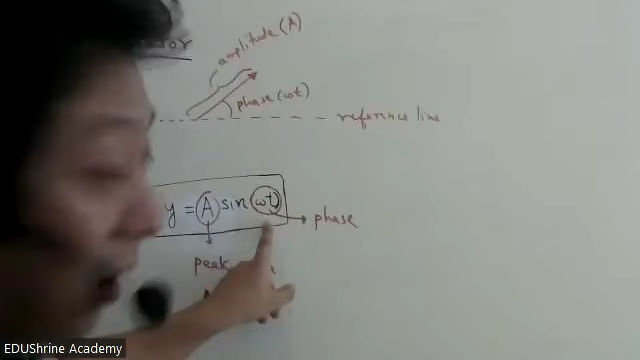 amplitude (A)
phase (ωt)
reference line
y = A sin (ωt)
phase
peak
EDUShrine Academy